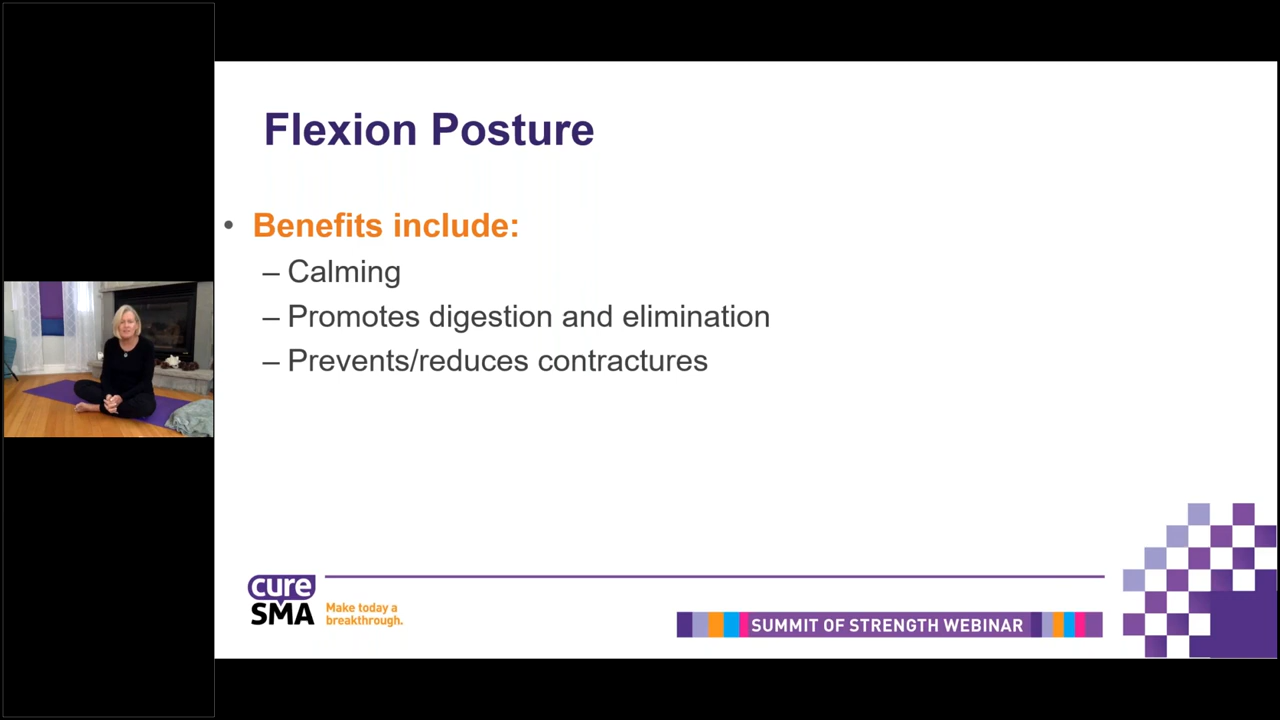 Flexion Posture
• Benefits include:
– Calming
– Promotes digestion and elimination
– Prevents/reduces contractures
cure
SMA
Make today a
breakthrough.
SUMMIT OF STRENGTH WEBINAR